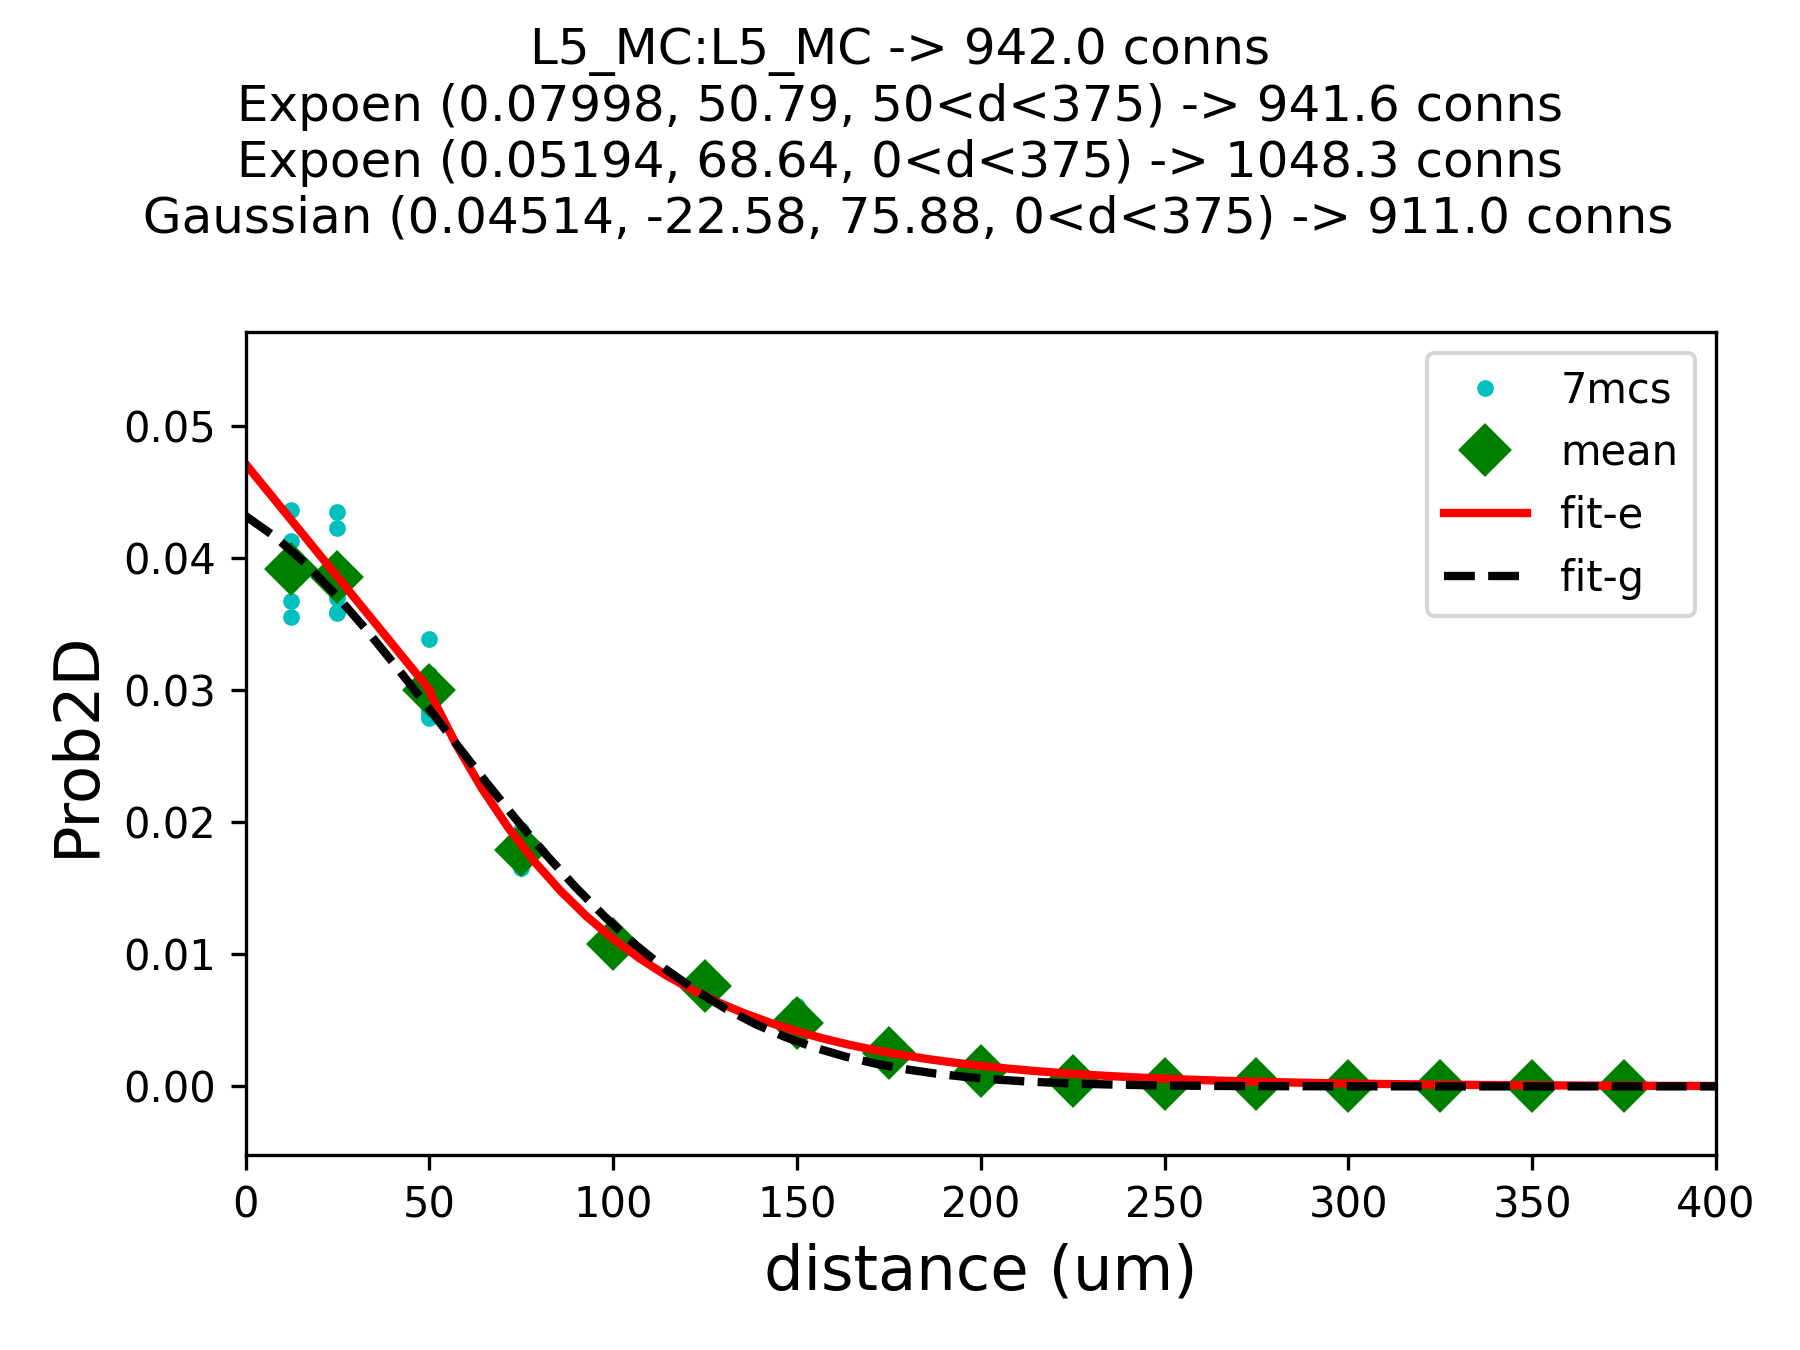 L5_MC:L5_MC -> 942.0 conns
Expoen (0.07998, 50.79, 50<d<375) -> 941.6 conns
Expoen (0.05194, 68.64, 0<d<375) -> 1048.3 conns
Gaussian (0.04514, -22.58, 75.88, 0<d<375) -> 911.0 conns
7mcs
mean
fit-e
fit-g
Prob2D
0.05
0.04
0.03
0.02
0.01
0.00
0 50 100 150 200 250 300 350 400
distance (um)